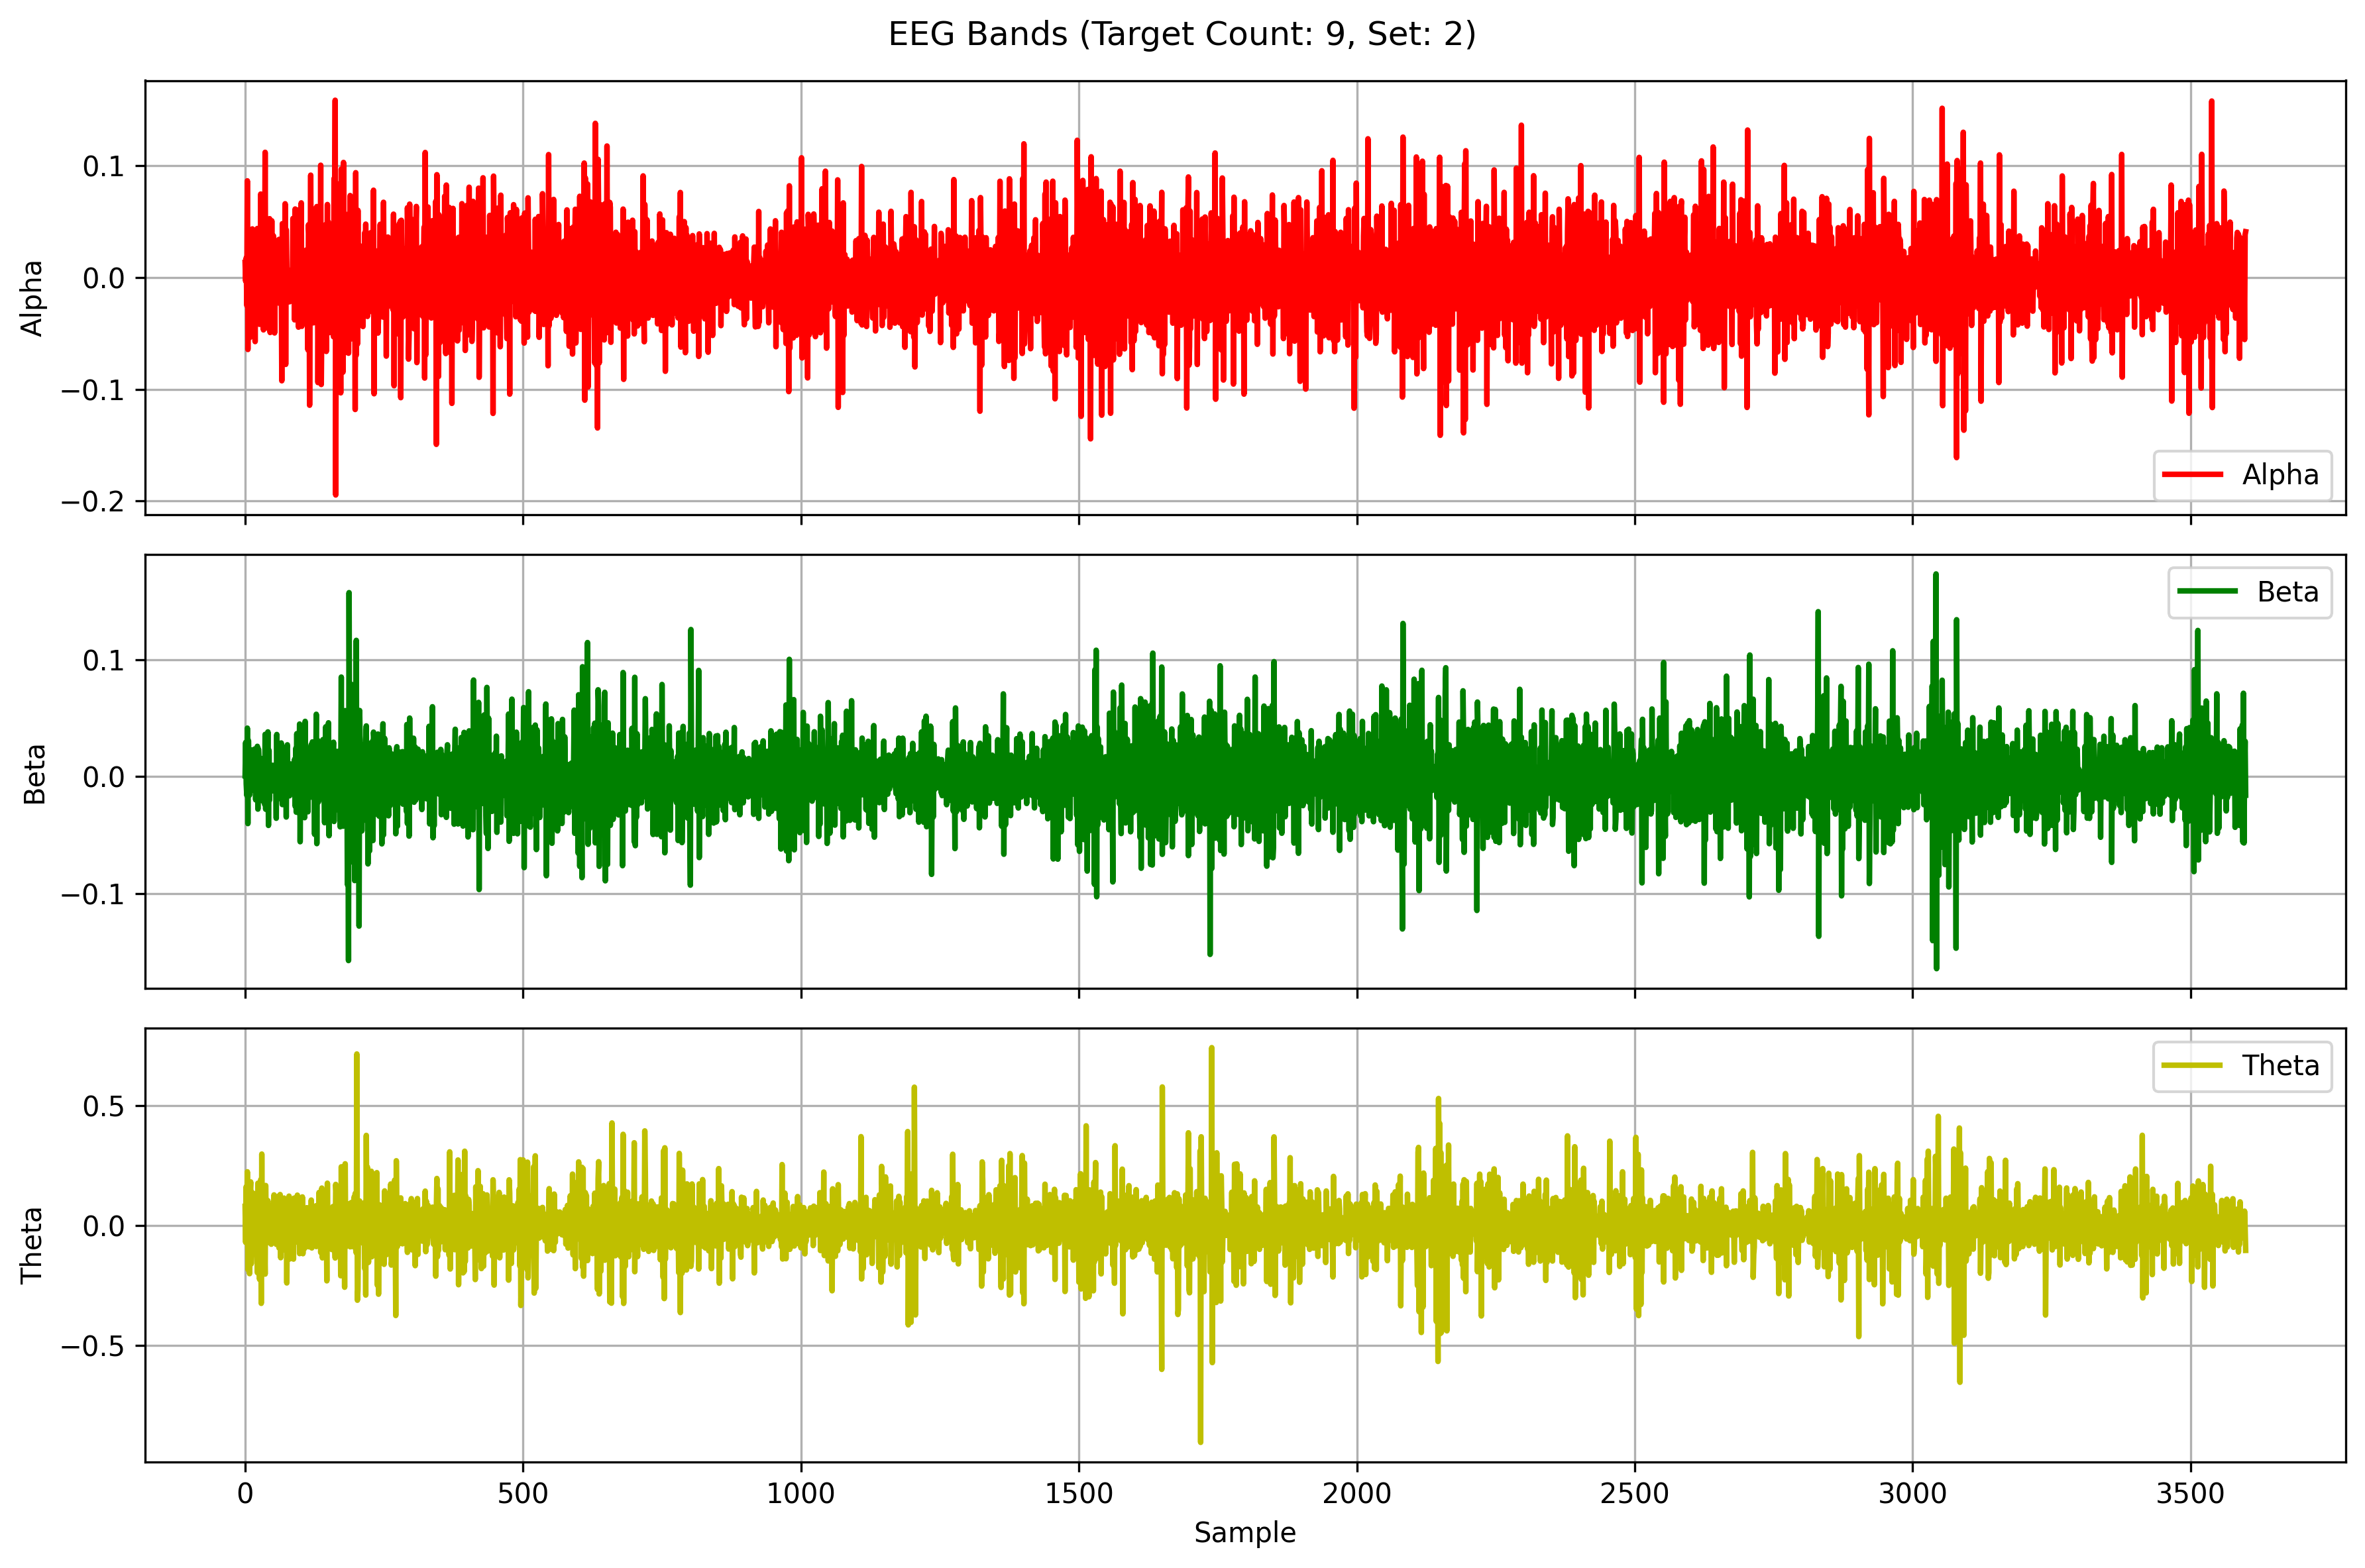 EEG Bands (Target Count: 9, Set: 2)
0.1
0.0
−0.1
−0.2
Alpha
Alpha
0.1
0.0
−0.1
Beta
Beta
0.5
0.0
−0.5
Theta
Theta
0 500 1000 1500 2000 2500 3000 3500
Sample